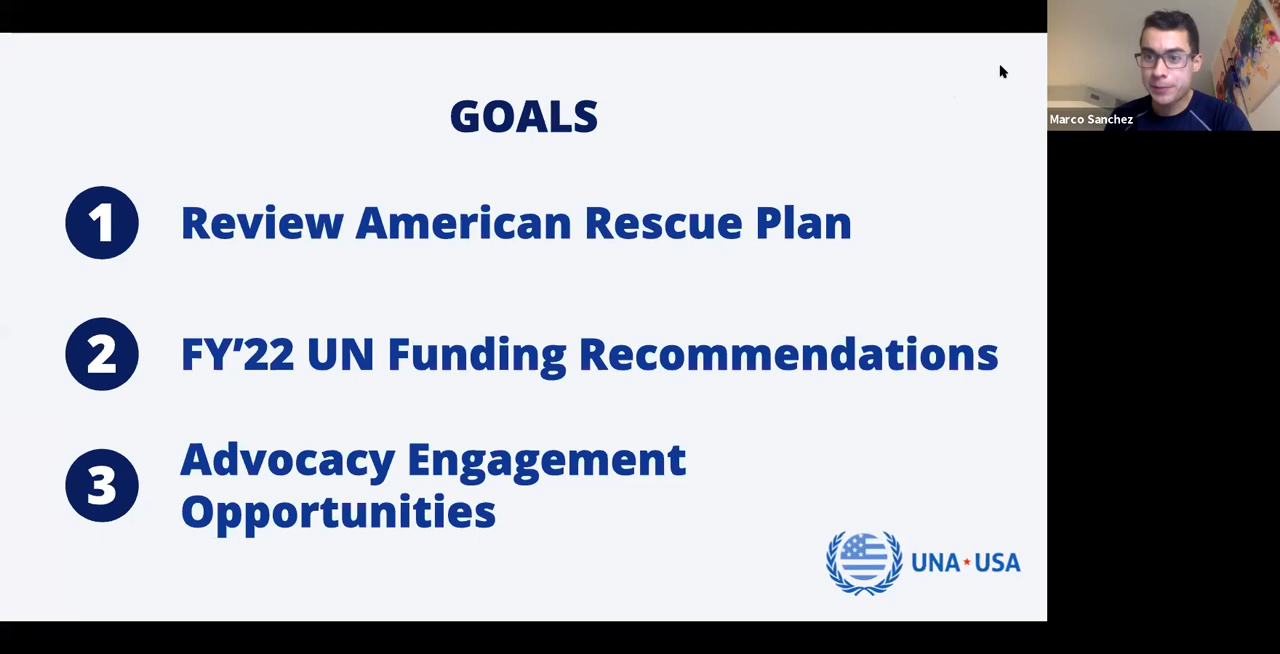 GOALS
1 Review American Rescue Plan
2 FY’22 UN Funding Recommendations
3 Advocacy Engagement
Opportunities
UNA★USA
Marco Sanchez